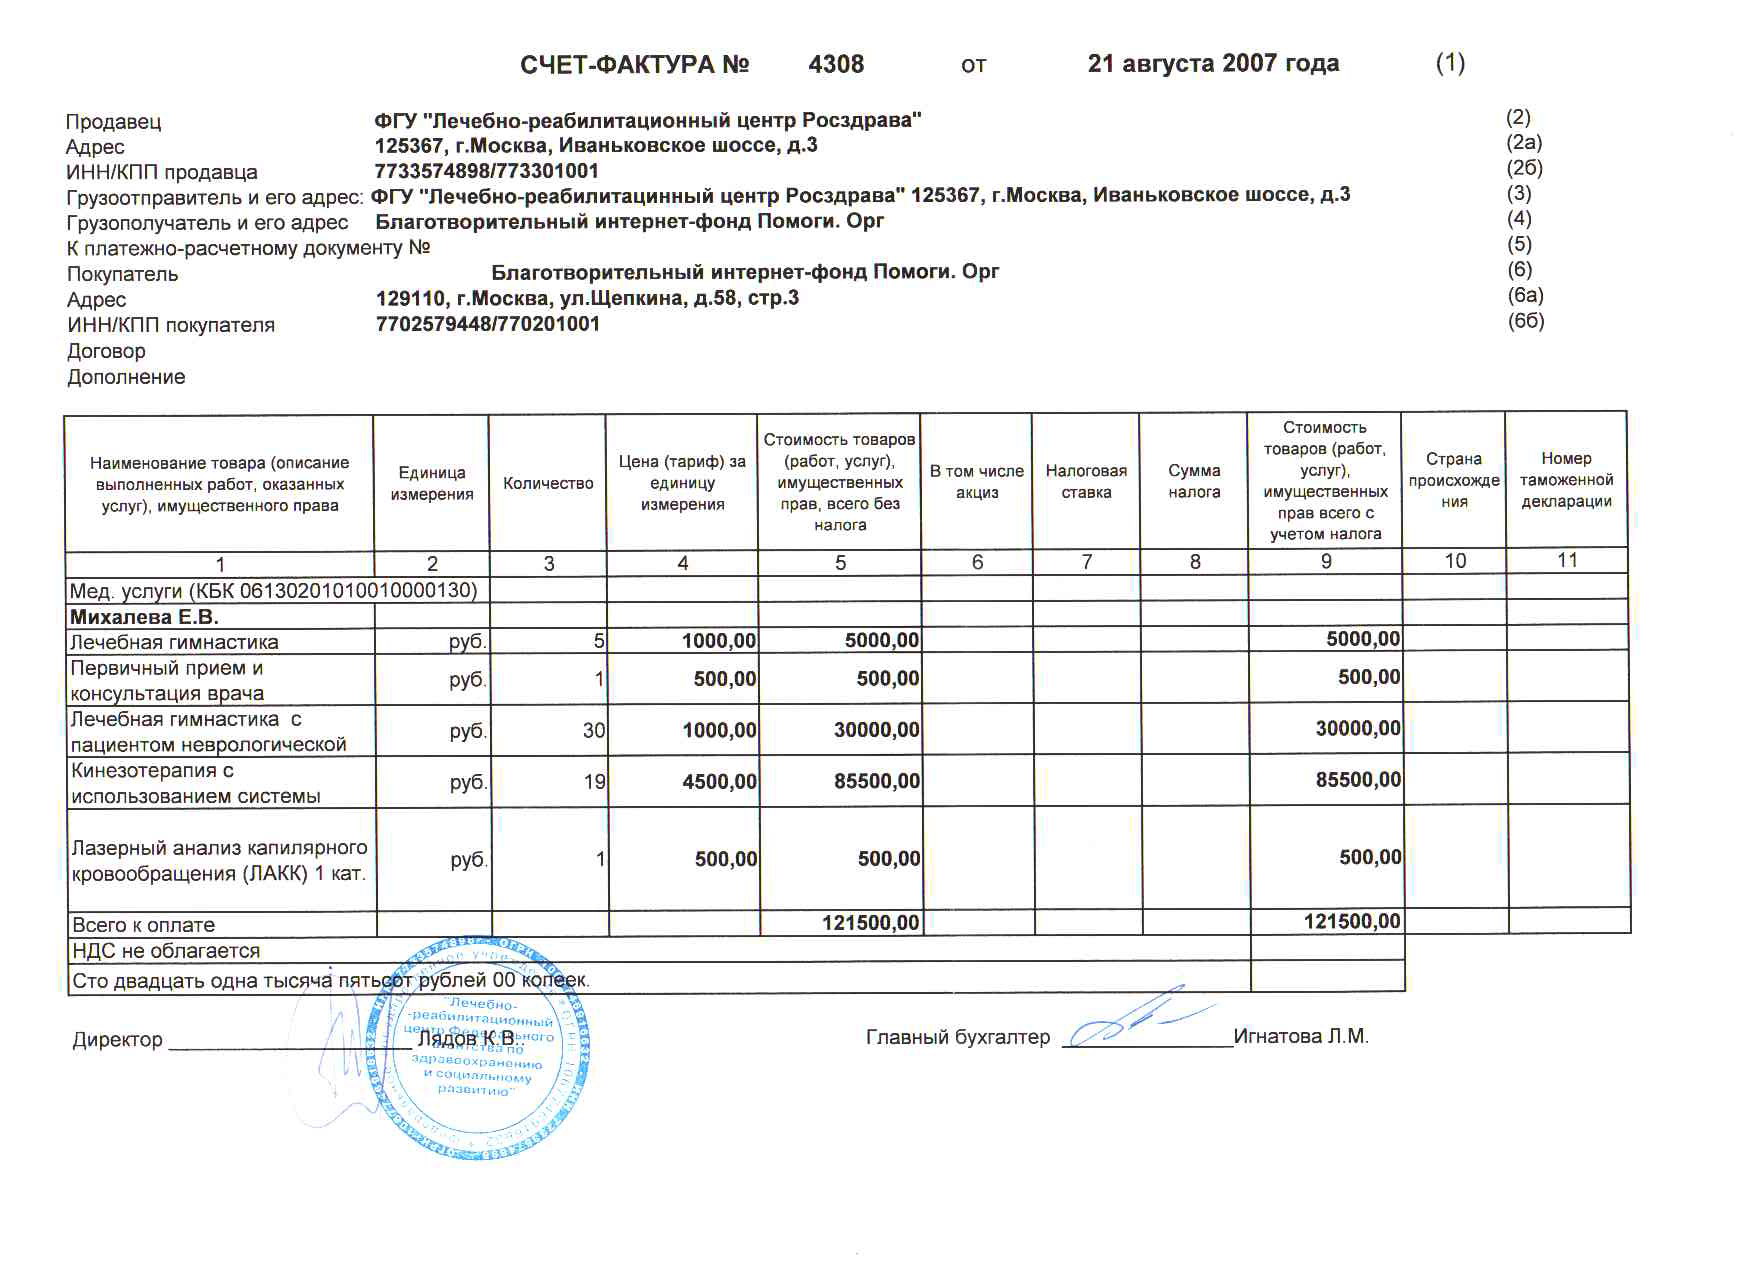 СЧЕТ-ФАКТУРА № 4308 от 21 августа 2007 года (1)
Продавец ФГУ "Лечебно-реабилитационный центр Росздрава" (2)
Адрес 125367, г.Москва, Иваньковское шоссе, д.3 (2а)
ИНН/КПП продавца 7733574898/773301001 (2б)
Грузоотправитель и его адрес: ФГУ "Лечебно-реабилитацинный центр Росздрава" 125367, г.Москва, Иваньковское шоссе, д.3 (3)
Грузополучатель и его адрес Благотворительный интернет-фонд Помоги. Орг (4)
К платежно-расчетному документу № (5)
Покупатель Благотворительный интернет-фонд Помоги. Орг (6)
Адрес 129110, г.Москва, ул.Щепкина, д.58, стр.3 (6а)
ИНН/КПП покупателя 7702579448/770201001 (6б)
Договор
Дополнение
Наименование товара (описание
выполненных работ, оказанных
услуг), имущественного права
Единица
измерения
Количество
Цена (тариф) за
единицу
измерения
Стоимость товаров
(работ, услуг),
имущественных
прав, всего без
налога
В том числе
акциз
Налоговая
ставка
Сумма
налога
Стоимость
товаров (работ,
услуг),
имущественных
прав всего с
учетом налога
Страна
происхожде
ния
Номер
таможенной
декларации
1 2 3 4 5 6 7 8 9 10 11
Мед. услуги (КБК 06130201010010000130)
Михалева Е.В.
Лечебная гимнастика руб. 5 1000,00 5000,00 5000,00
Первичный прием и
консультация врача руб. 1 500,00 500,00 500,00
Лечебная гимнастика с
пациентом неврологической руб. 30 1000,00 30000,00 30000,00
Кинезотерапия с
использованием системы руб. 19 4500,00 85500,00 85500,00
Лазерный анализ капилярного
кровообращения (ЛАКК) 1 кат. руб. 1 500,00 500,00 500,00
Всего к оплате 121500,00 121500,00
НДС не облагается
Сто двадцать одна тысяча пятьсот рублей 00 копеек.
Директор Лядов К.В..
Главный бухгалтер Игнатова Л.М.
"Лечебно-
-реабилитационный
центр Федерального
агентства по
здравоохранению
и социальному
развитию"